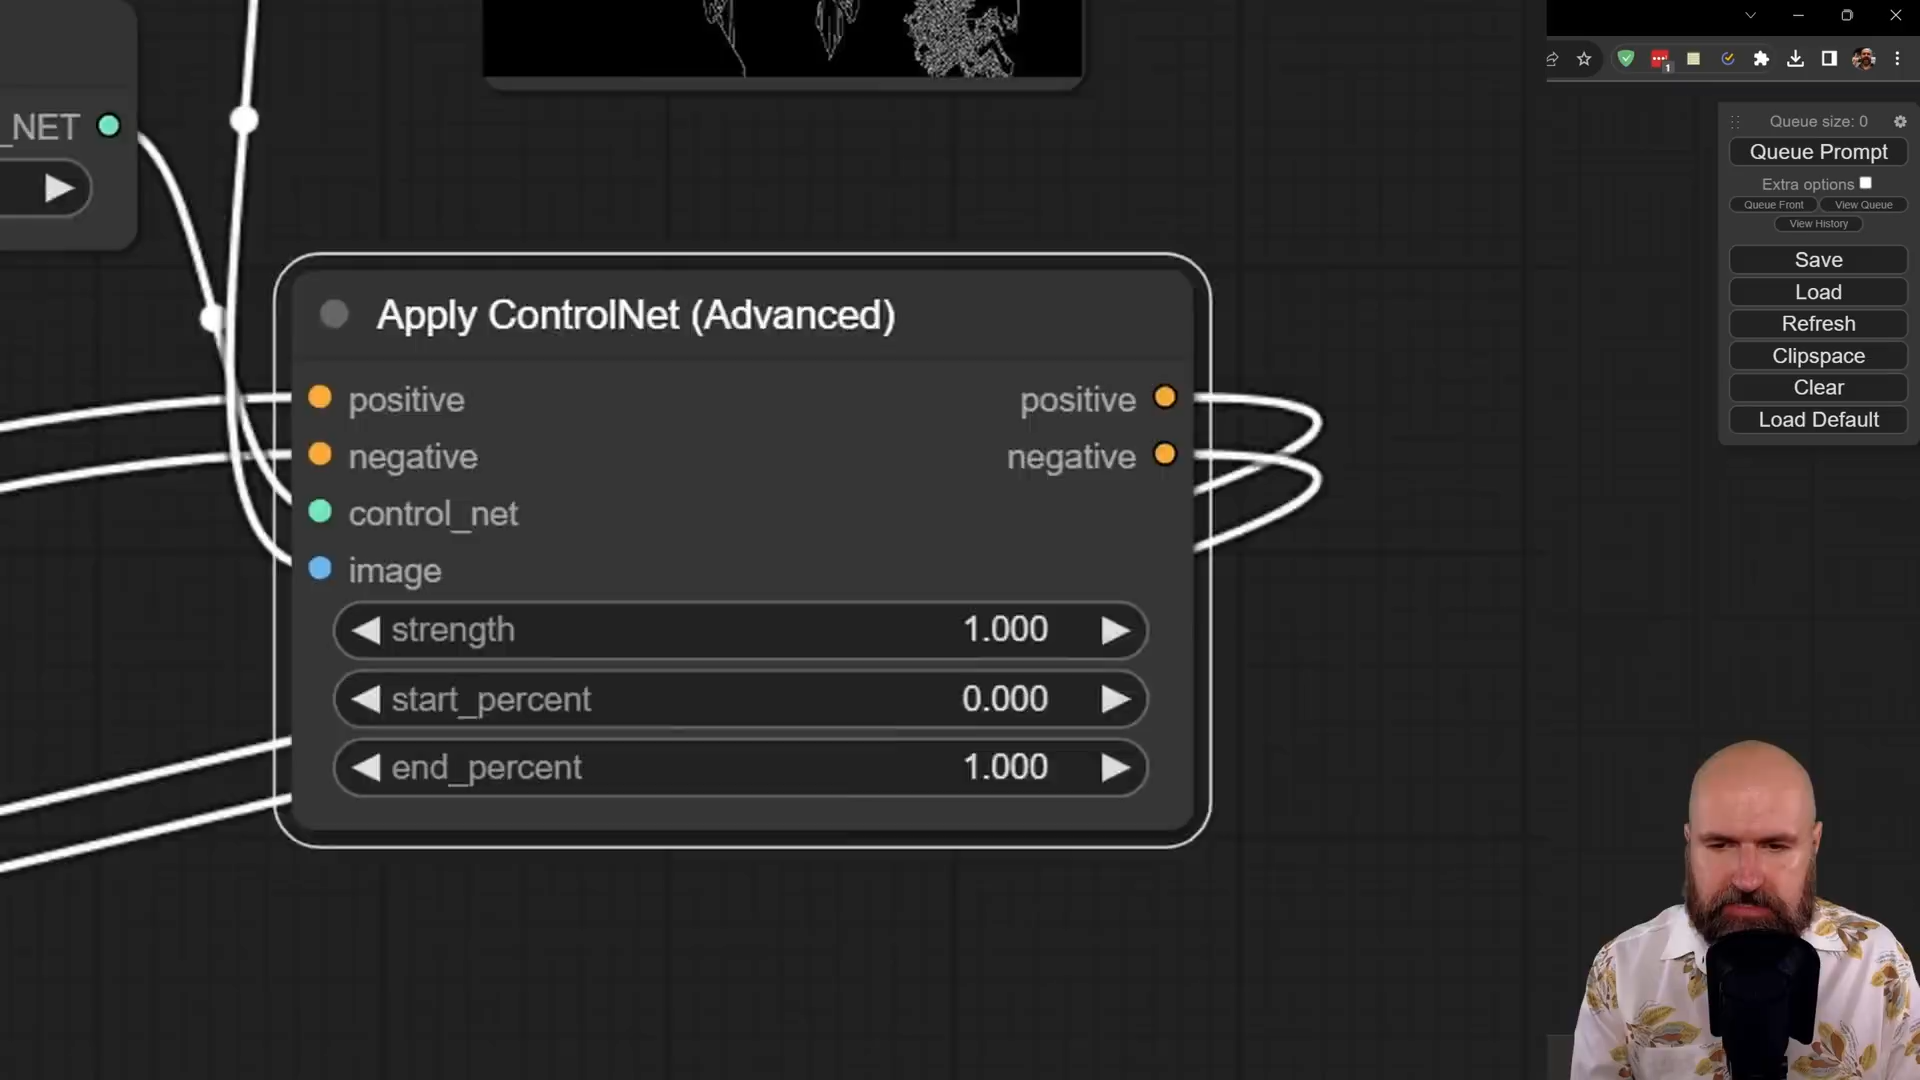 _NET
Apply ControlNet (Advanced)
positive
positive
negative
negative
control_net
image
strength 1.000
start_percent 0.000
end_percent 1.000
1
Queue size: 0
Queue Prompt
Extra options
Queue Front
View Queue
View History
Save
Load
Refresh
Clipspace
Clear
Load Default